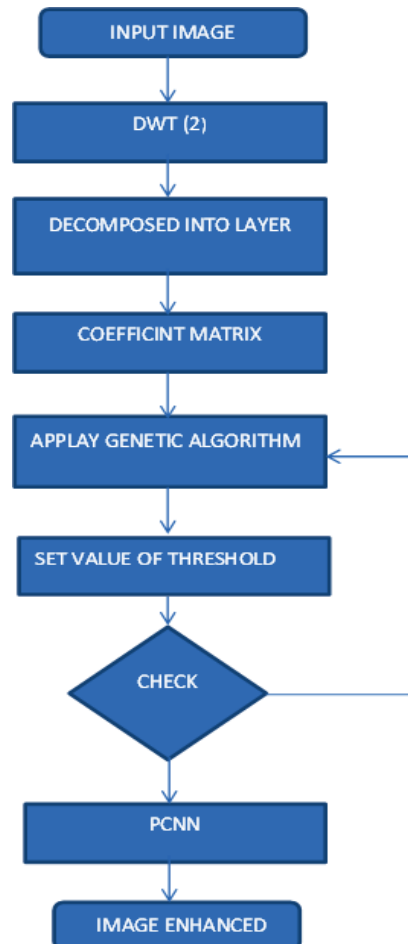 INPUT IMAGE
DWT (2)
DECOMPOSED INTO LAYER
COEFFICINT MATRIX
APPLAY GENETIC ALGORITHM
SET VALUE OF THRESHOLD
CHECK
PCNN
IMAGE ENHANCED